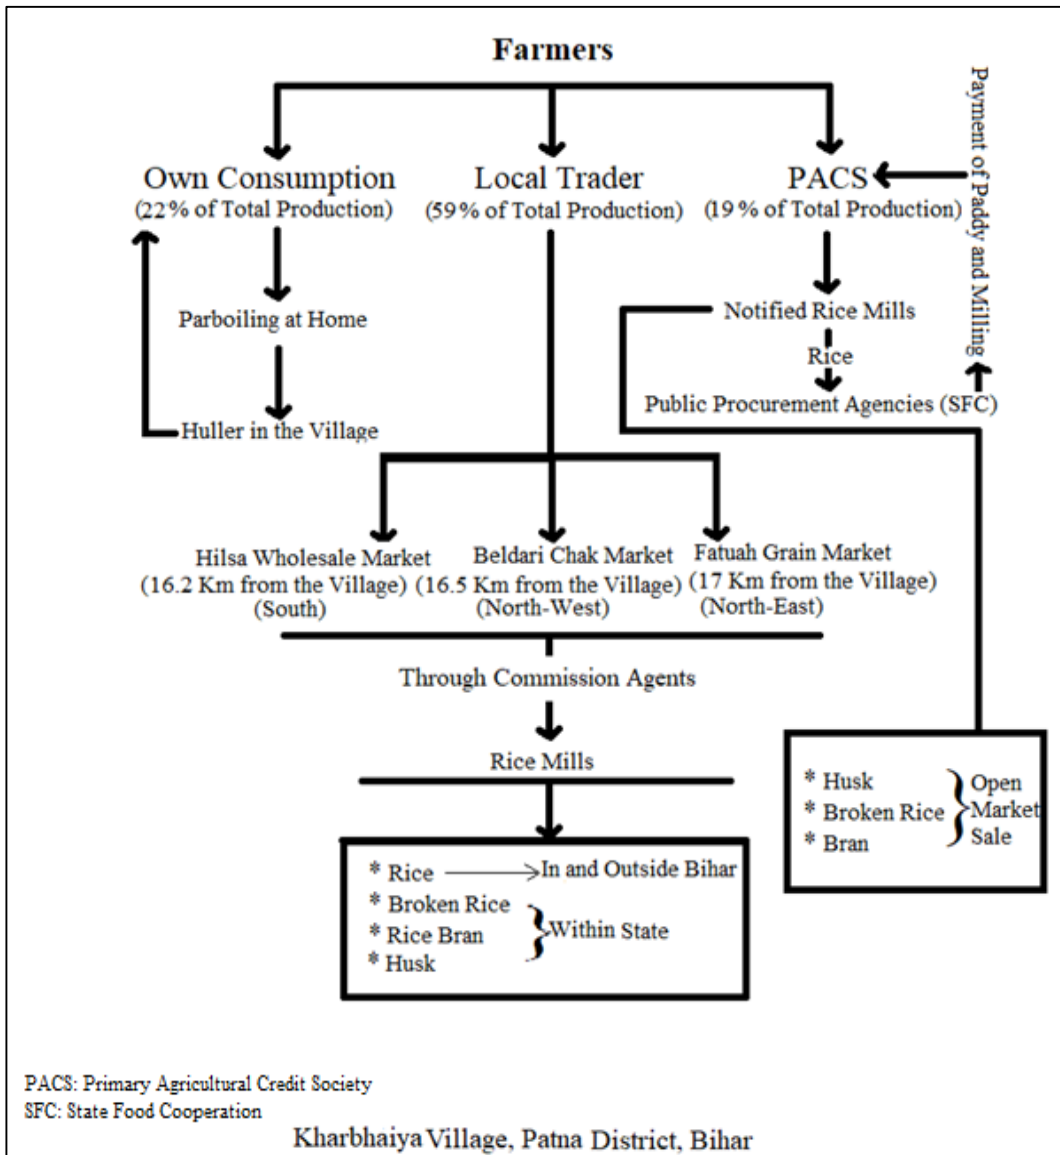 Farmers
Own Consumption
(22% of Total Production)
Local Trader
(59% of Total Production)
PACS
(19% of Total Production)
Payment of Paddy and Milling
Parboiling at Home
Huller in the Village
Notified Rice Mills
Rice
Public Procurement Agencies (SFC)
Hilsa Wholesale Market
(16.2 Km from the Village)
(South)
Beldari Chak Market
(16.5 Km from the Village)
(North-West)
Fatuah Grain Market
(17 Km from the Village)
(North-East)
Through Commission Agents
Rice Mills
* Rice
In and Outside Bihar
* Broken Rice
* Rice Bran
* Husk
Within State
* Husk
* Broken Rice
* Bran
Open
Market
Sale
PACS: Primary Agricultural Credit Society
SFC: State Food Cooperation
Kharbhaiya Village, Patna District, Bihar